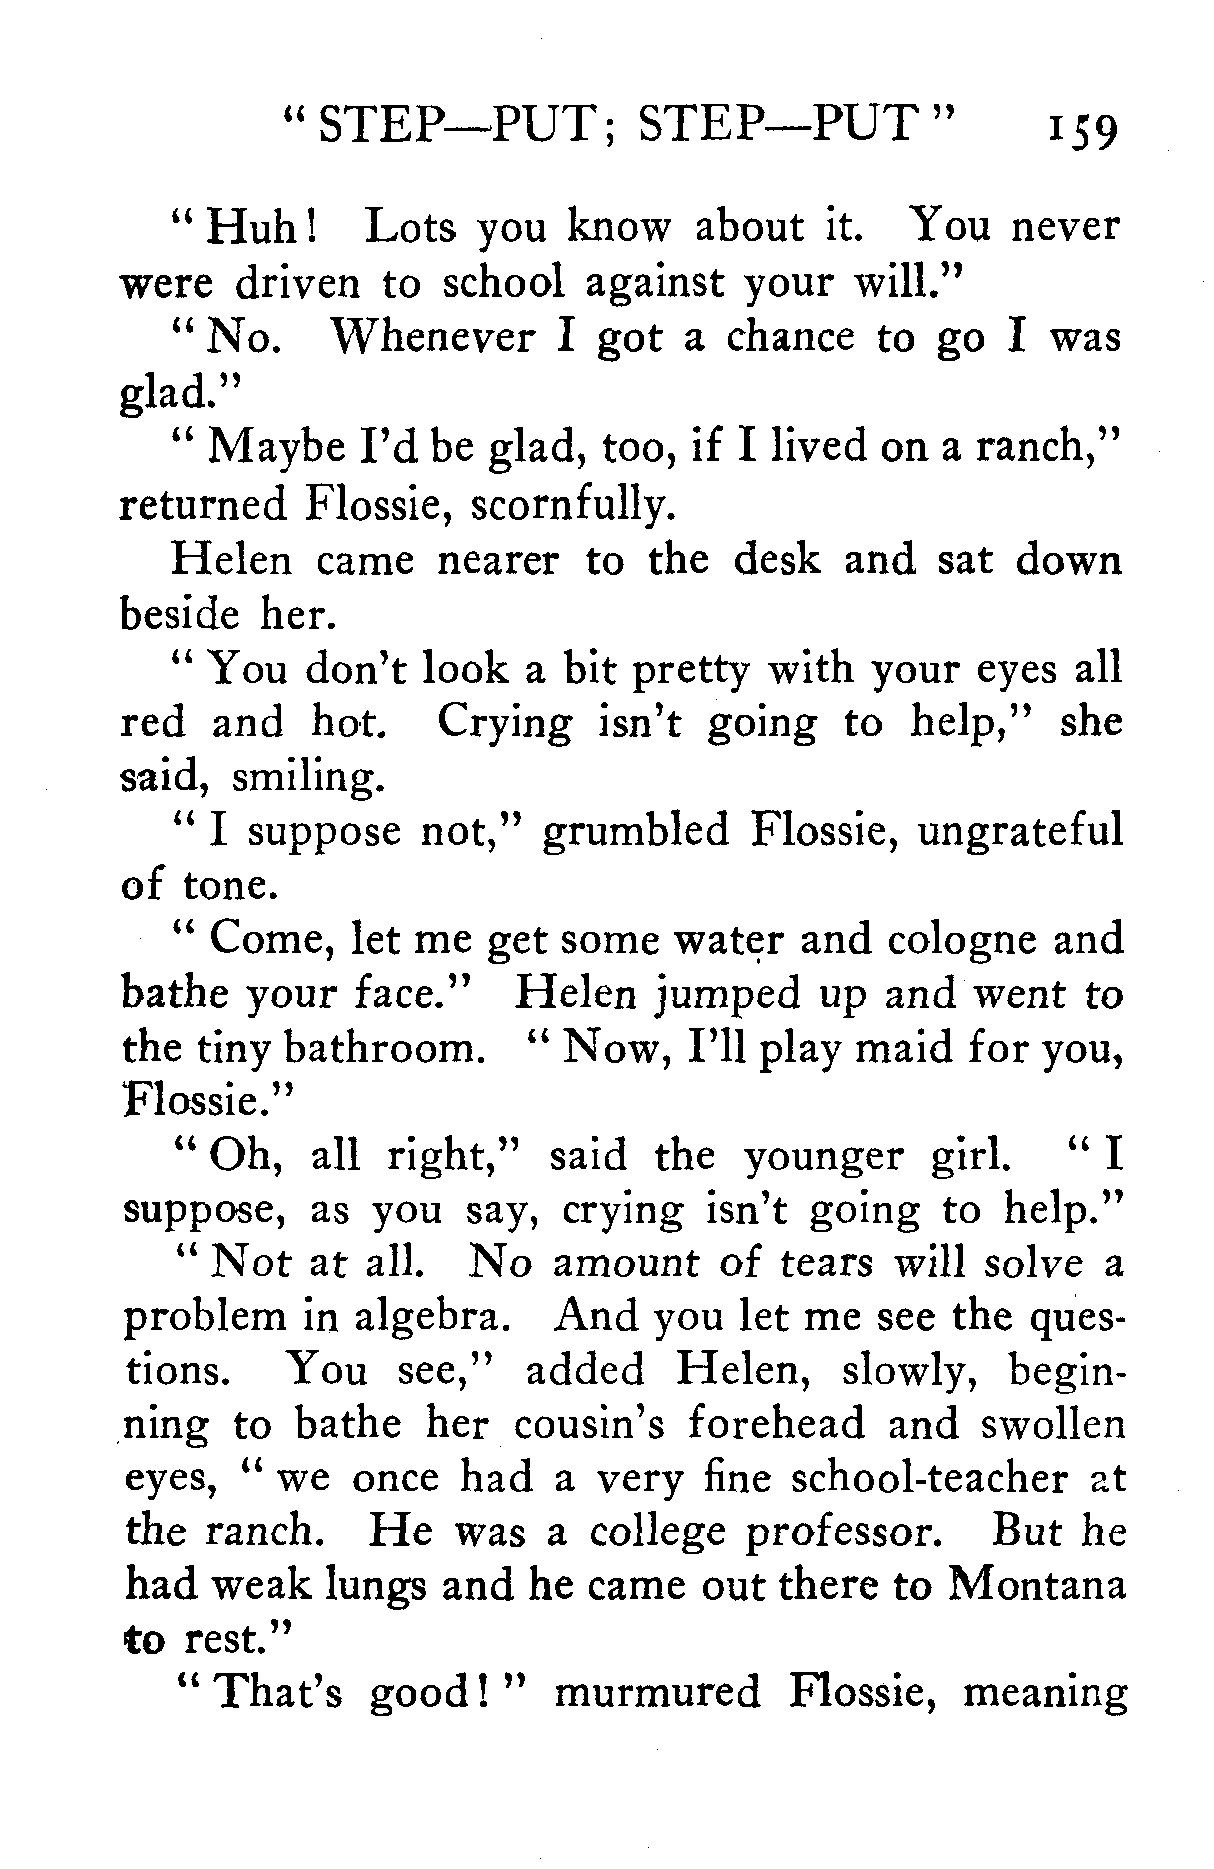 “ STEP—PUT; STEP—PUT ” 159
“ Huh! Lots you know about it. You never
were driven to school against your will.”
“ No. Whenever I got a chance to go I was
glad.”
“ Maybe I’d be glad, too, if I lived on a ranch,”
returned Flossie, scornfully.
Helen came nearer to the desk and sat down
beside her.
“ You don’t look a bit pretty with your eyes all
red and hot. Crying isn’t going to help,” she
said, smiling.
“ I suppose not,” grumbled Flossie, ungrateful
of tone.
“ Come, let me get some water and cologne and
bathe your face.” Helen jumped up and went to
the tiny bathroom. “ Now, I’ll play maid for you,
Flossie.”
“ Oh, all right,” said the younger girl. “ I
suppose, as you say, crying isn’t going to help.”
“ Not at all. No amount of tears will solve a
problem in algebra. And you let me see the ques-
tions. You see,” added Helen, slowly, begin-
ning to bathe her cousin’s forehead and swollen
eyes, “ we once had a very fine school-teacher at
the ranch. He was a college professor. But he
had weak lungs and he came out there to Montana
to rest.”
“ That’s good! ” murmured Flossie, meaning